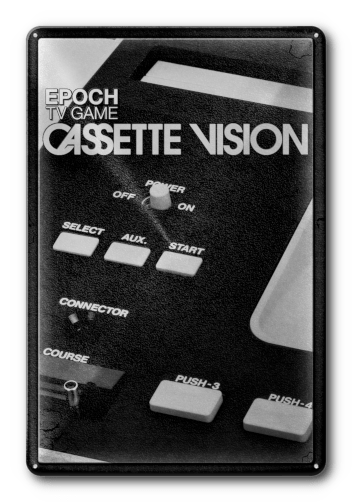 EPOCH
TV GAME
CASSETTE VISION
POWER
OFF
ON
SELECT
AUX.
START
CONNECTOR
COURSE
PUSH-3
PUSH-4